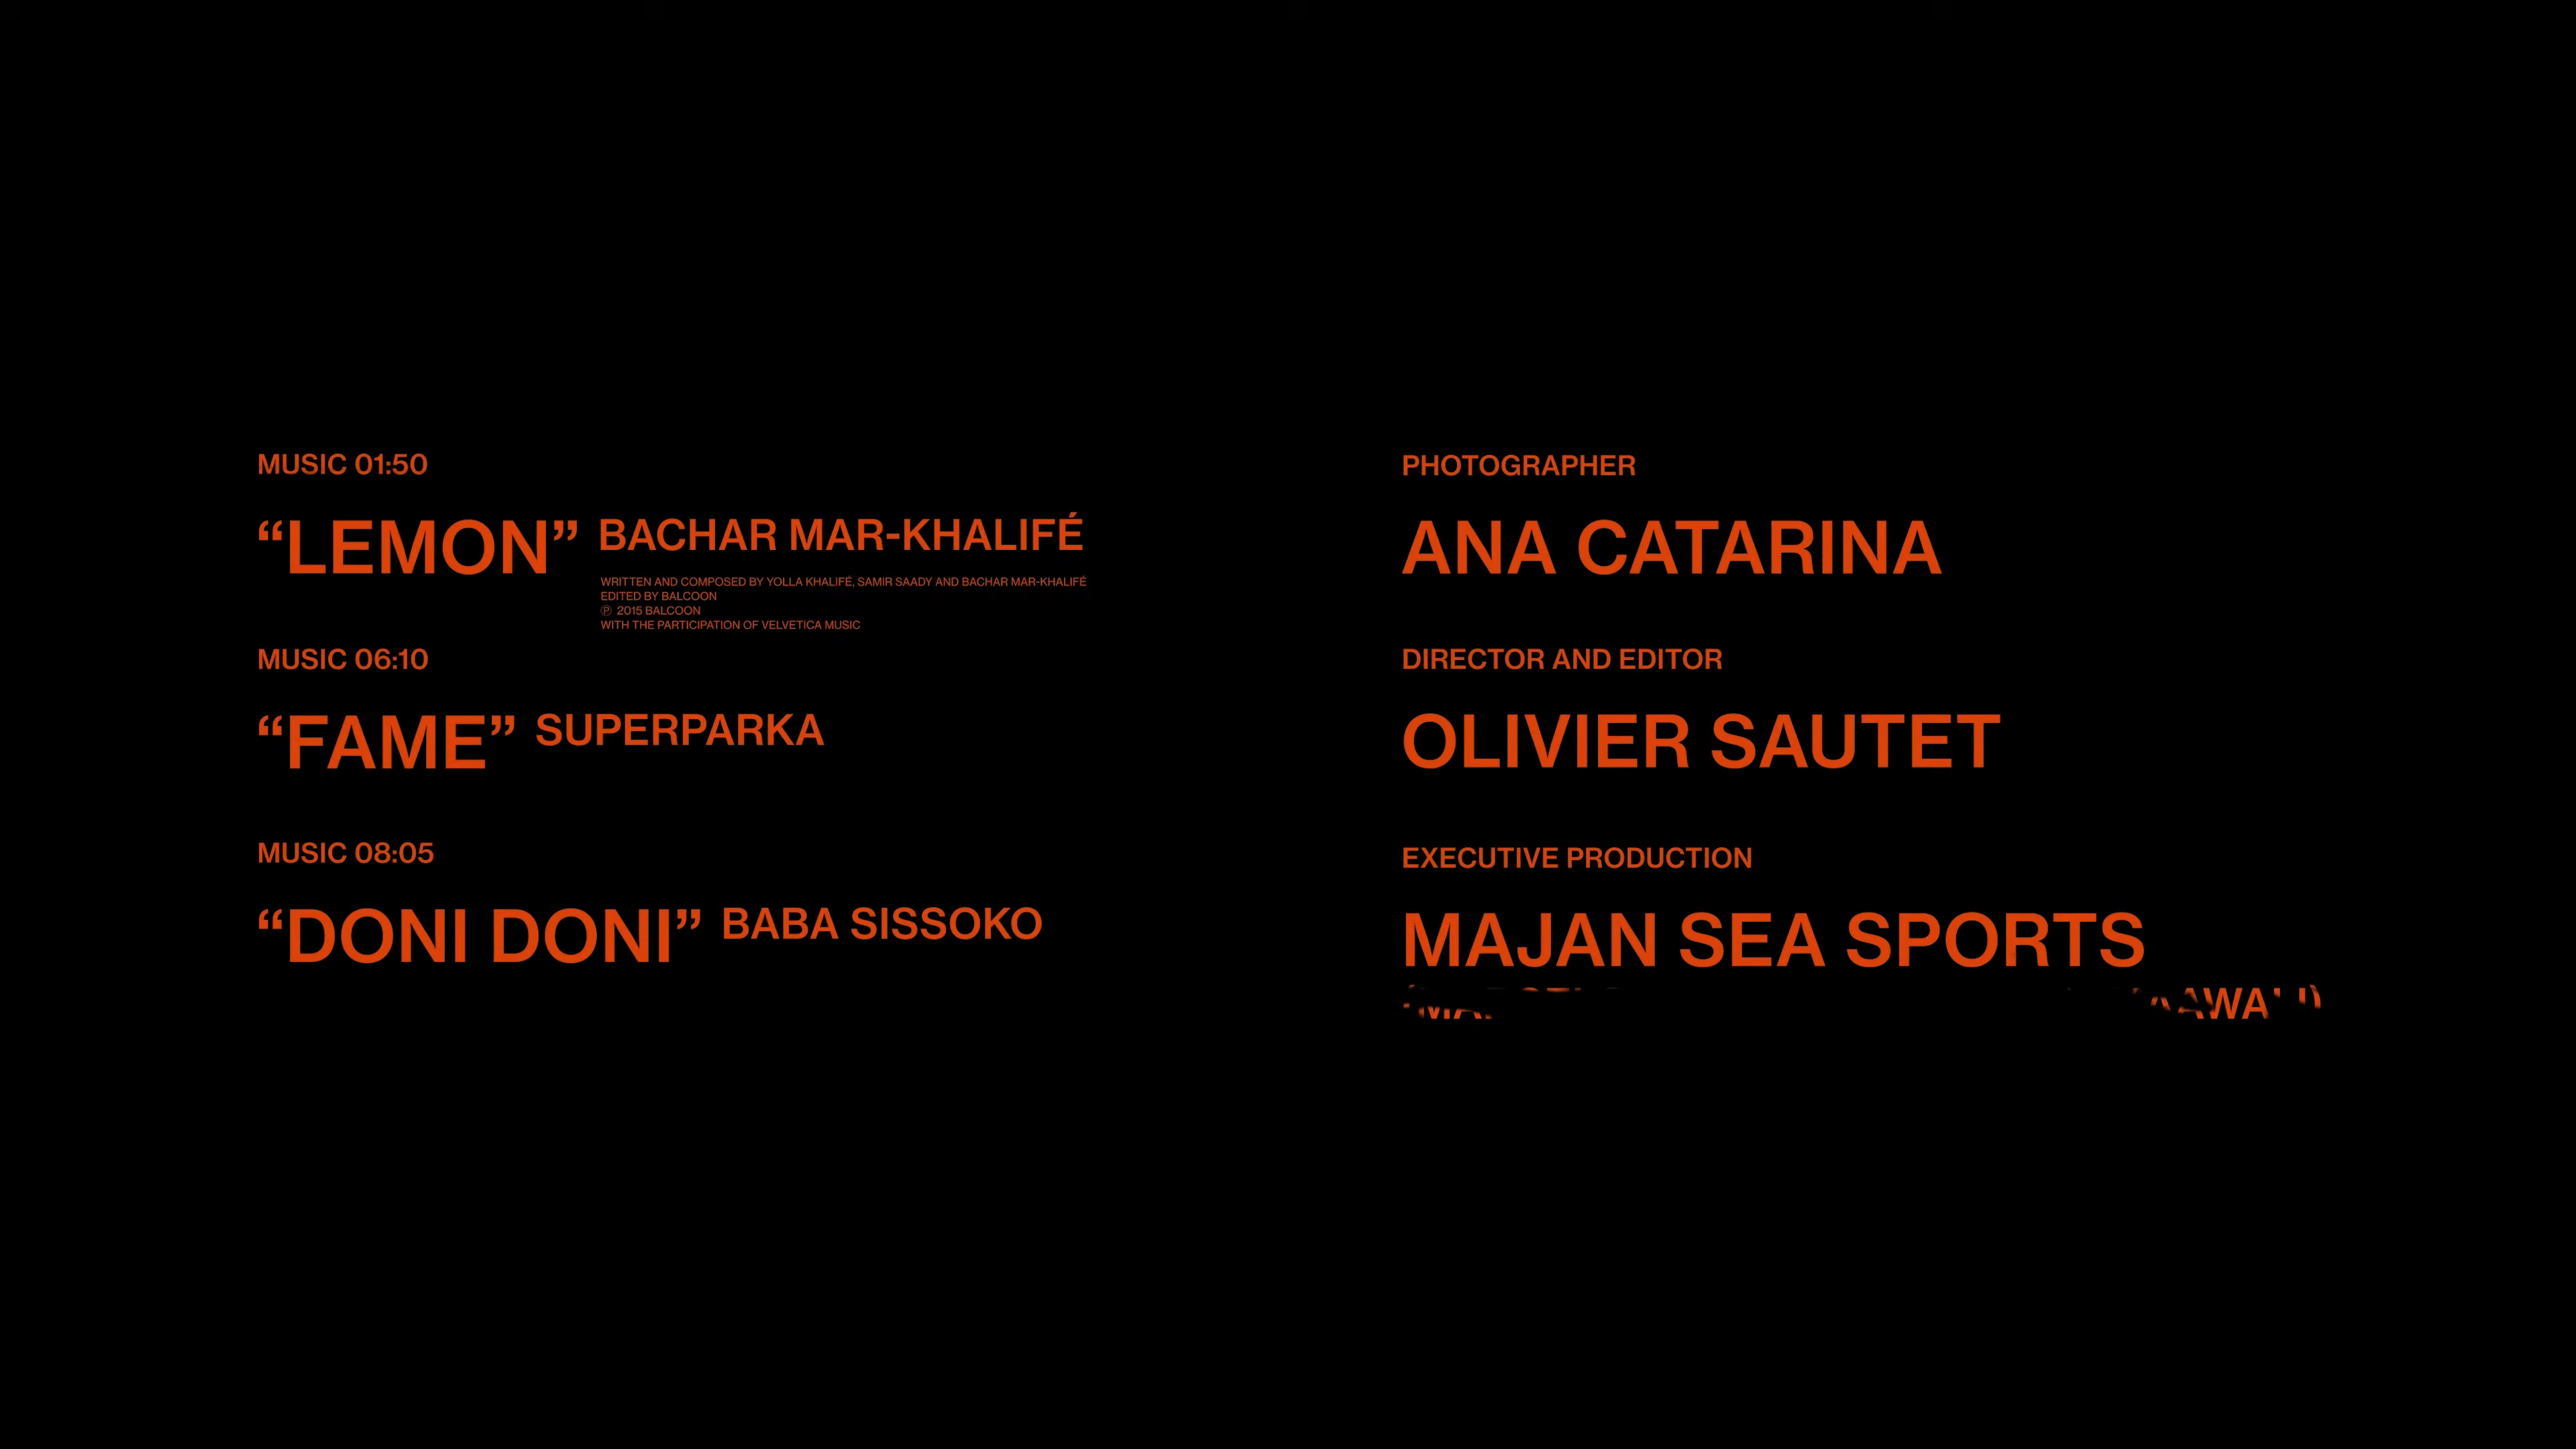 MUSIC 01:50
“LEMON” BACHAR MAR-KHALIFÉ
WRITTEN AND COMPOSED BY YOLLA KHALIFÉ, SAMIR SAADY AND BACHAR MAR-KHALIFÉ
EDITED BY BALCOON
Ⓟ 2015 BALCOON
WITH THE PARTICIPATION OF VELVETICA MUSIC
MUSIC 06:10
“FAME” SUPERPARKA
MUSIC 08:05
“DONI DONI” BABA SISSOKO
PHOTOGRAPHER
ANA CATARINA
DIRECTOR AND EDITOR
OLIVIER SAUTET
EXECUTIVE PRODUCTION
MAJAN SEA SPORTS